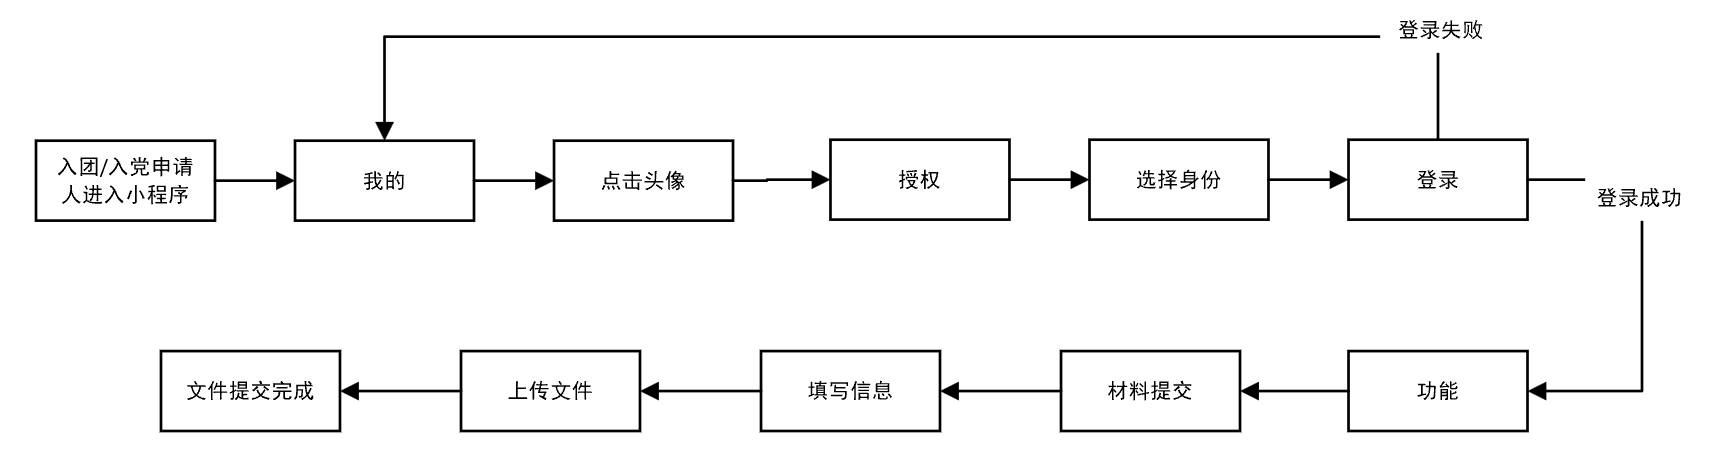 登录失败
入团/入党申请
人进入小程序
我的
点击头像
授权
选择身份
登录
登录成功
文件提交完成
上传文件
填写信息
材料提交
功能